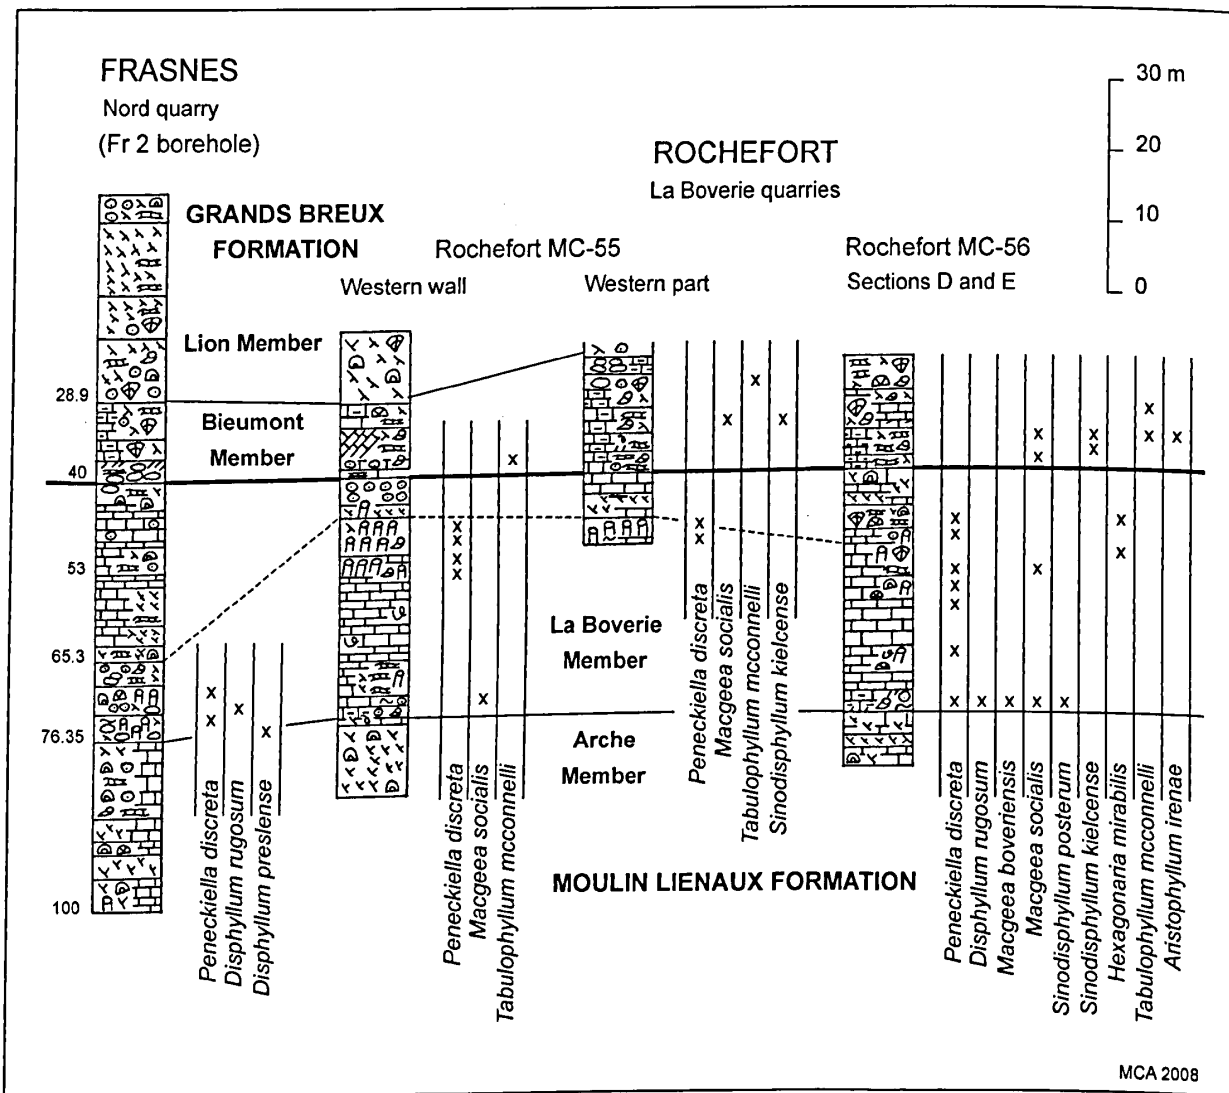 FRASNES
Nord quarry
(Fr 2 borehole)
30 m
20
10
0
ROCHEFORT
La Boverie quarries
GRANDS BREUX
FORMATION
Rochefort MC-55
Western wall
Western part
Rochefort MC-56
Sections D and E
Lion Member
28.9
Bieumont
Member
40
53
65.3
76.35
100
La Boverie
Member
Arche
Member
MOULIN LIENAUX FORMATION
Peneckiella discreta
Disphyllum rugosum
Disphyllum preslense
Peneckiella discreta
Macgeea socialis
Tabulophyllum mcconnelli
Peneckiella discreta
Macgeea socialis
Tabulophyllum mcconnelli
Sinodisphyllum kielcense
Peneckiella discreta
Disphyllum rugosum
Macgeea boveriensis
Macgeea socialis
Sinodisphyllum posterum
Sinodisphyllum kielcense
Hexagonaria mirabilis
Tabulophyllum mcconnelli
Aristophyllum irenae
MCA 2008